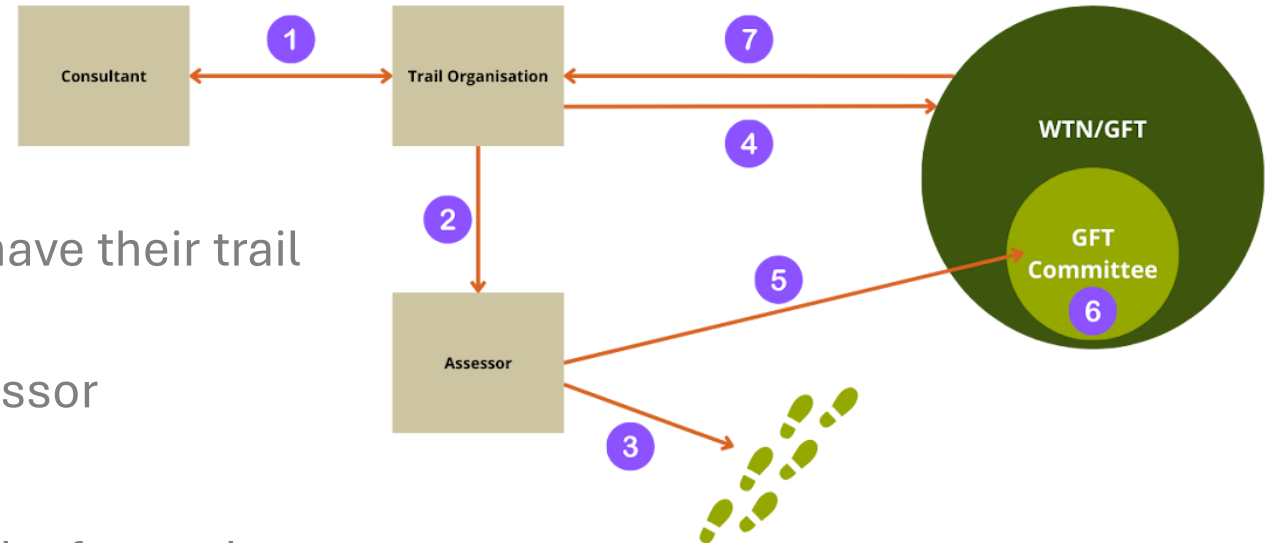 1
7
Consultant
Trail Organisation
WTN/GFT
4
2
have their trail
GFT
Committee
5
6
Assessor
ssor
3